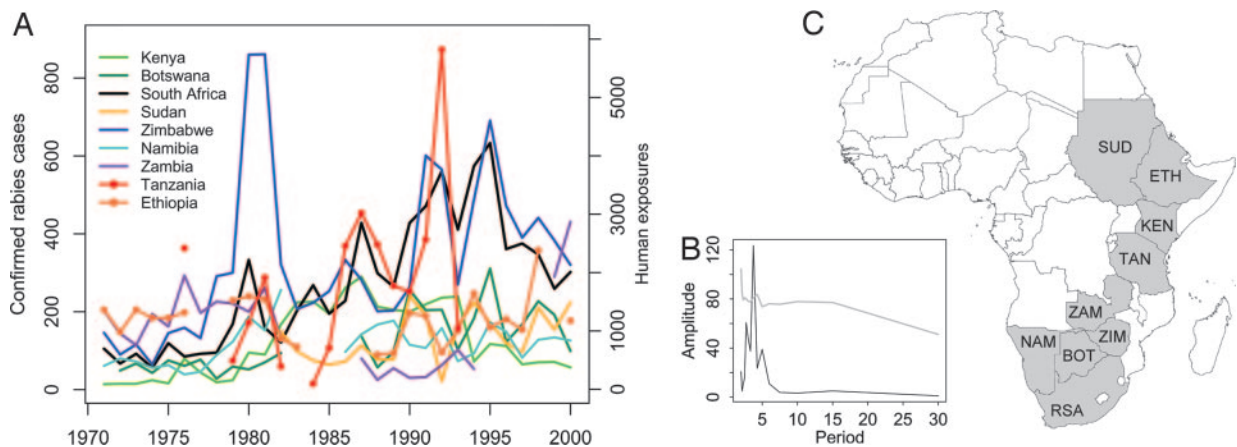 A
Confirmed rabies cases
800
600
400
200
0
Kenya
Botswana
South Africa
Sudan
Zimbabwe
Namibia
Zambia
Tanzania
Ethiopia
5000
3000
1000
0
Human exposures
1970 1975 1980 1985 1990 1995 2000
B
Amplitude
120
80
40
0
5 10 15 20 25 30
Period
C
SUD
ETH
KEN
TAN
ZAM
ZIM
NAM
BOT
RSA